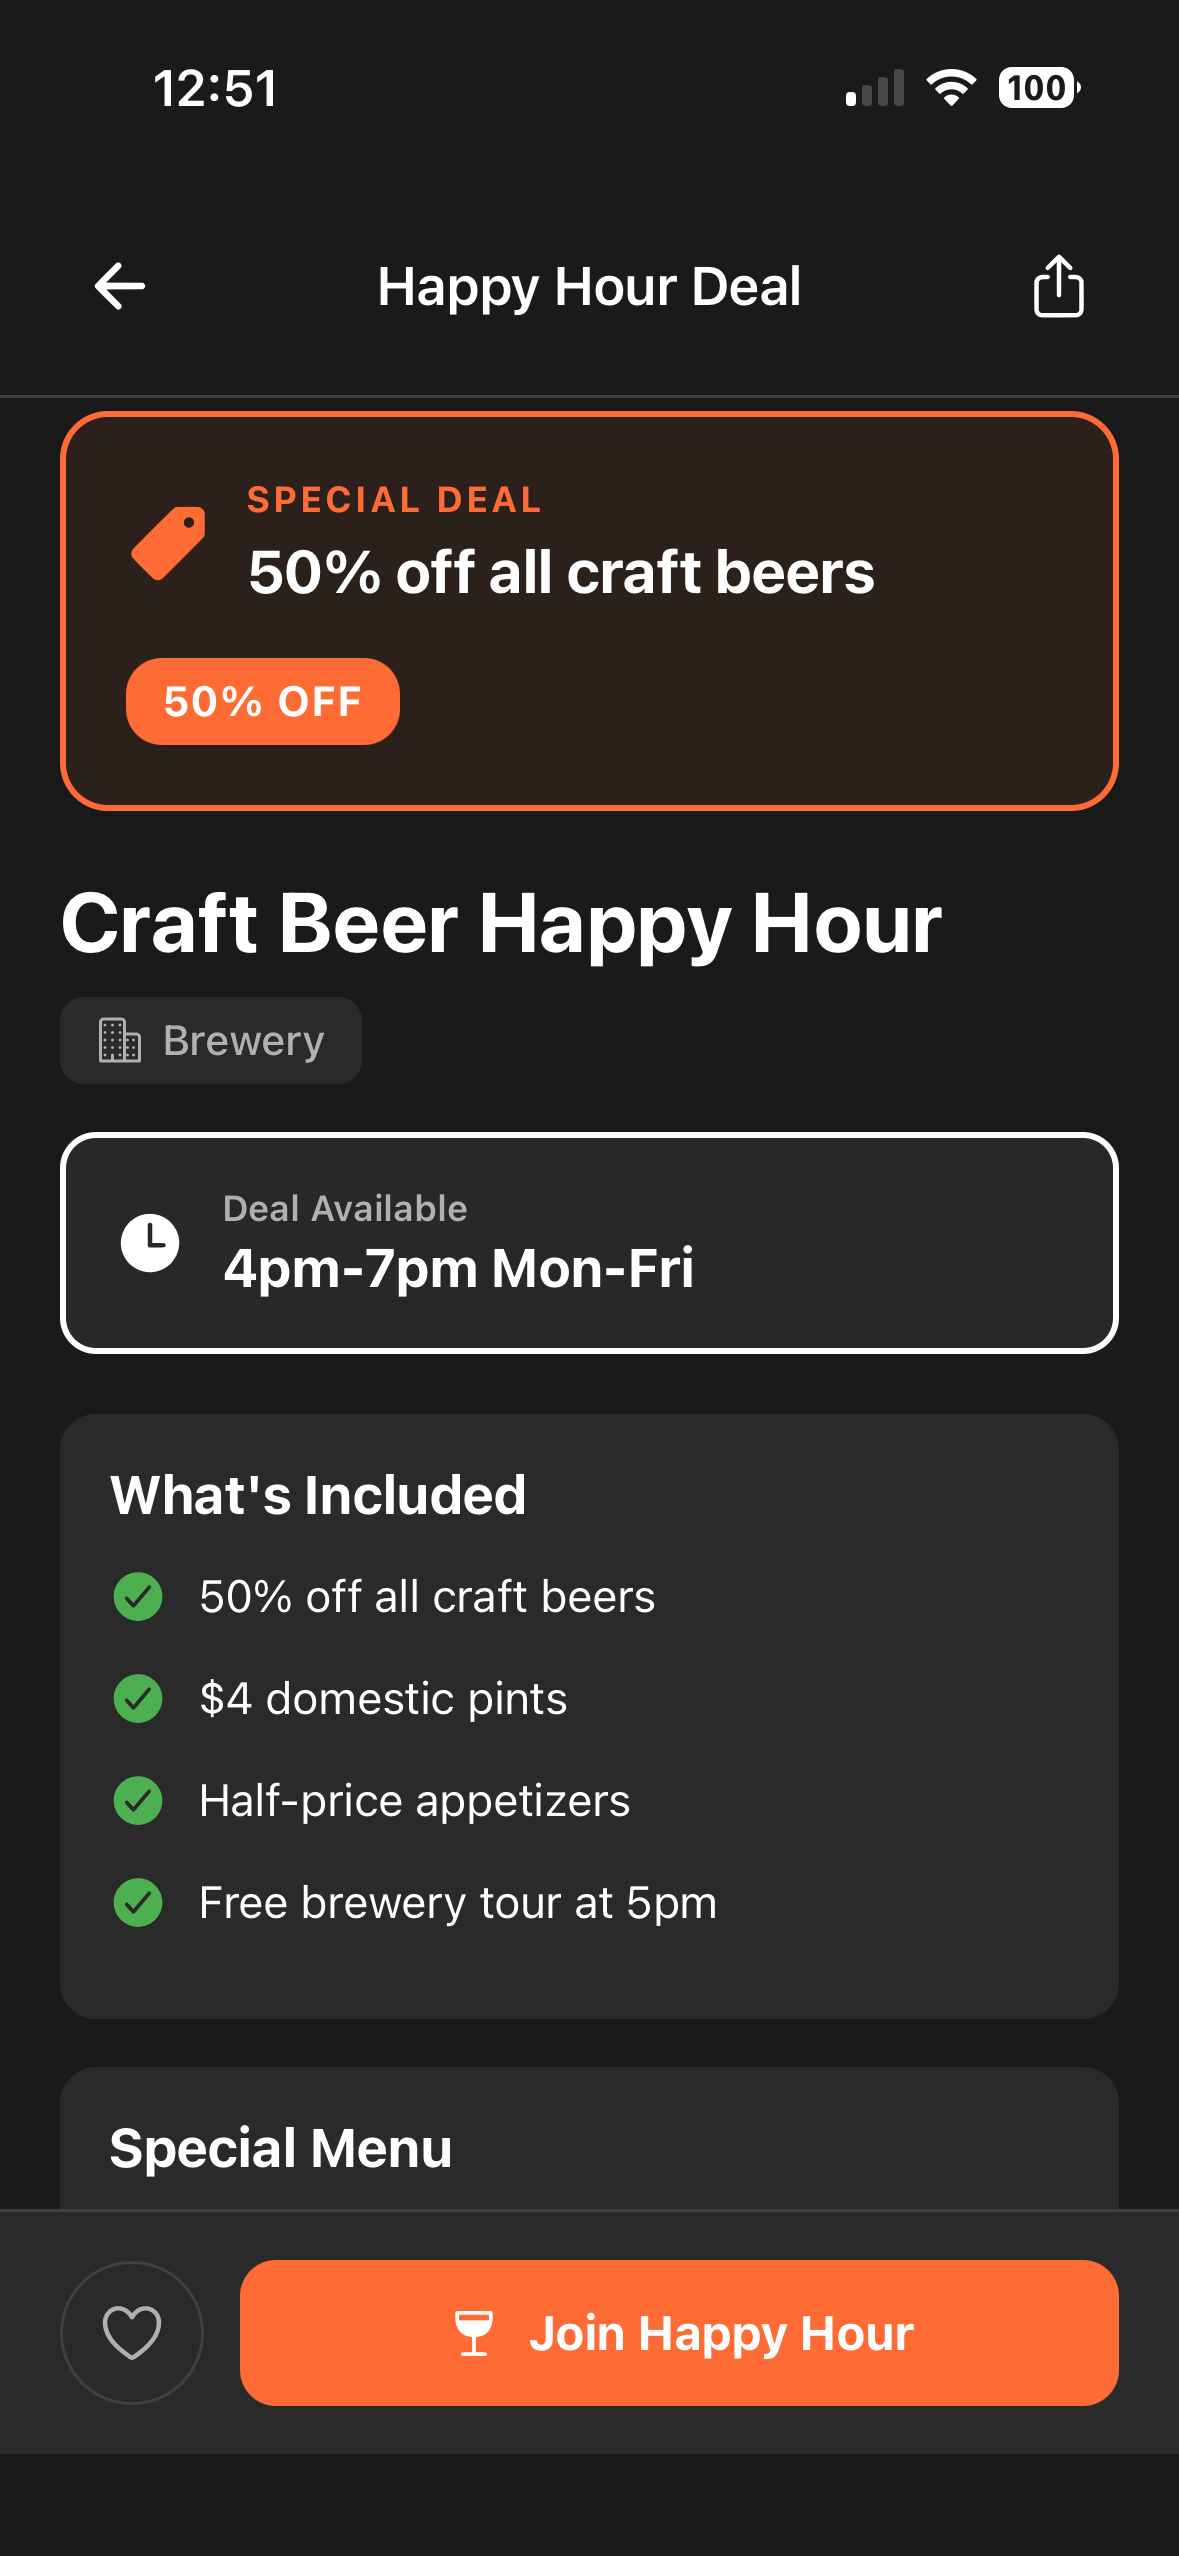 12:51
100
Happy Hour Deal
SPECIAL DEAL
50% off all craft beers
50% OFF
Craft Beer Happy Hour
Brewery
Deal Available
4pm-7pm Mon-Fri
What's Included
50% off all craft beers
$4 domestic pints
Half-price appetizers
Free brewery tour at 5pm
Special Menu
Join Happy Hour